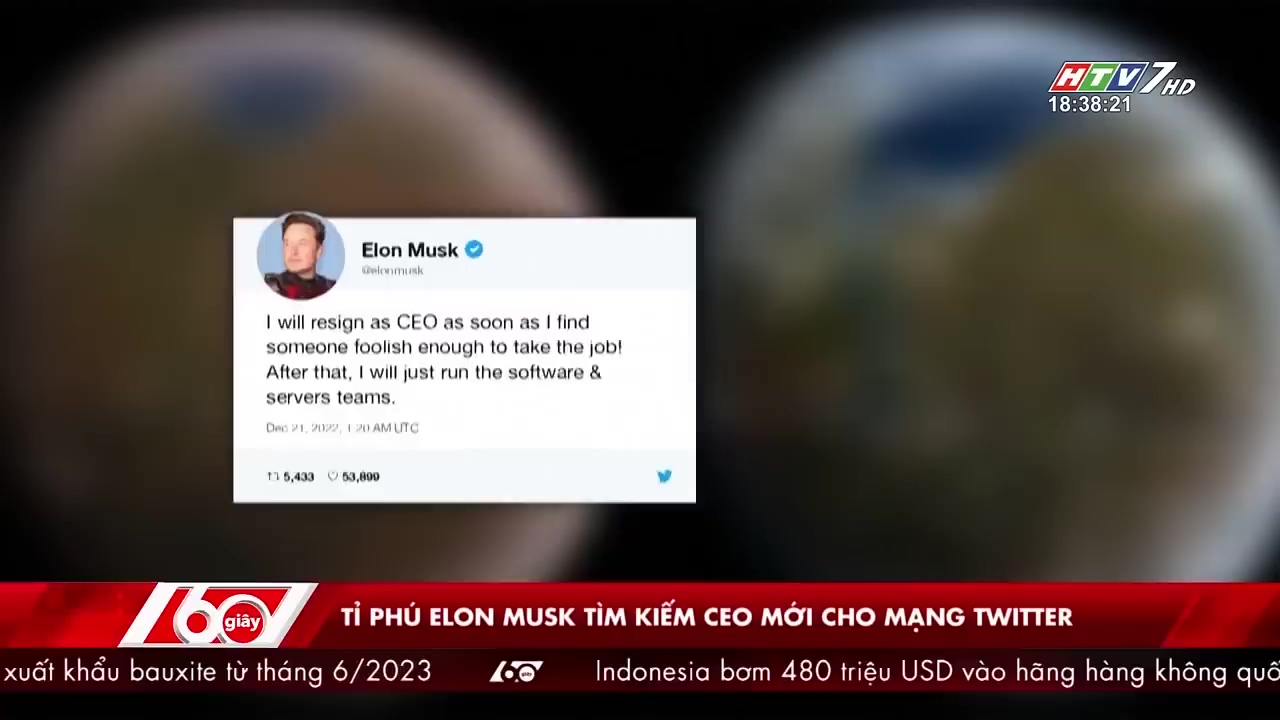 HTV7 HD
18:38:21
Elon Musk
@elonmusk
I will resign as CEO as soon as I find
someone foolish enough to take the job!
After that, I will just run the software &
servers teams.
Dec 21, 2022, 1:20 AM UTC
5,433 53,899
60 giây
TỈ PHÚ ELON MUSK TÌM KIẾM CEO MỚI CHO MẠNG TWITTER
xuất khẩu bauxite từ tháng 6/2023 60 giây Indonesia bơm 480 triệu USD vào hãng hàng không